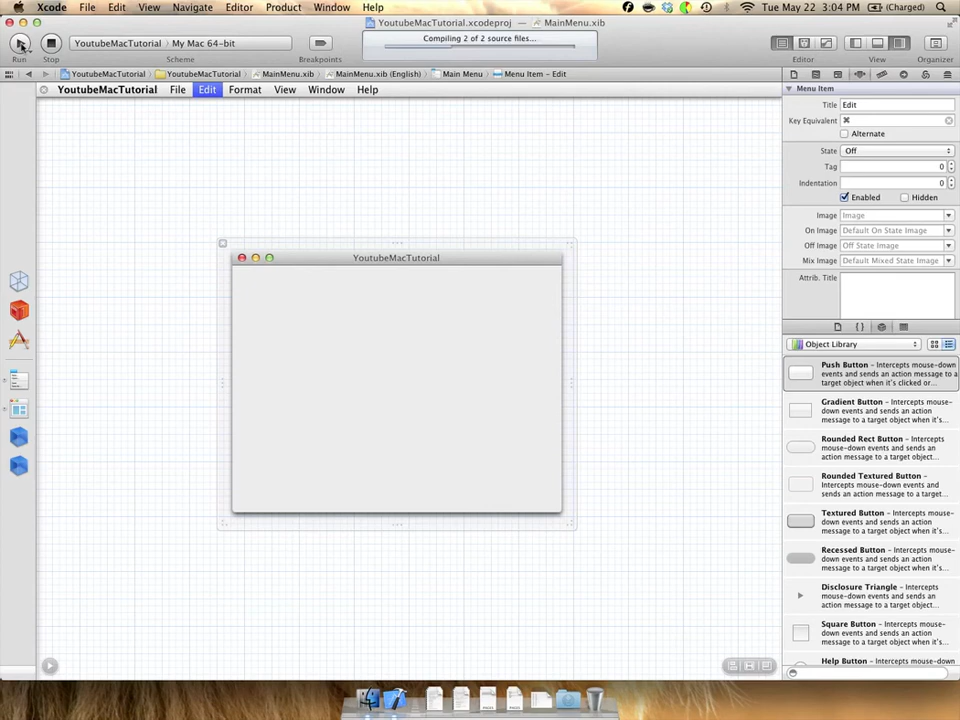 Xcode File Edit View Navigate Editor Product Window Help Tue May 22 3:04 PM (Charged)
YoutubeMacTutorial.xcodeproj 〉 MainMenu.xib
YoutubeMacTutorial 〉 My Mac 64-bit
Compiling 2 of 2 source files...
Run Stop Scheme Breakpoints Editor View Organizer
YoutubeMacTutorial 〉 YoutubeMacTutorial 〉 MainMenu.xib 〉 MainMenu.xib (English) 〉 Main Menu 〉 Menu Item - Edit
YoutubeMacTutorial File Edit Format View Window Help
YoutubeMacTutorial
Menu Item
Title Edit
Key Equivalent ⌘
Alternate
State Off
Tag 0
Indentation 0
Enabled Hidden
Image Image
On Image Default On State Image
Off Image Off State Image
Mix Image Default Mixed State Image
Attrib. Title
Object Library
Push Button – Intercepts mouse-down
events and sends an action message to a
target object when it's clicked or...
Gradient Button – Intercepts mouse-
down events and sends an action
message to a target object when it's...
Rounded Rect Button – Intercepts
mouse-down events and sends an
action message to a target object...
Rounded Textured Button –
Intercepts mouse-down events and
sends an action message to a target...
Textured Button – Intercepts mouse-
down events and sends an action
message to a target object when it's...
Recessed Button – Intercepts mouse-
down events and sends an action
message to a target object when it's...
Disclosure Triangle – Intercepts
mouse-down events and sends an
action message to a target object...
Square Button – Intercepts mouse-
down events and sends an action
message to a target object when it's...
Help Button – Intercepts mouse-down